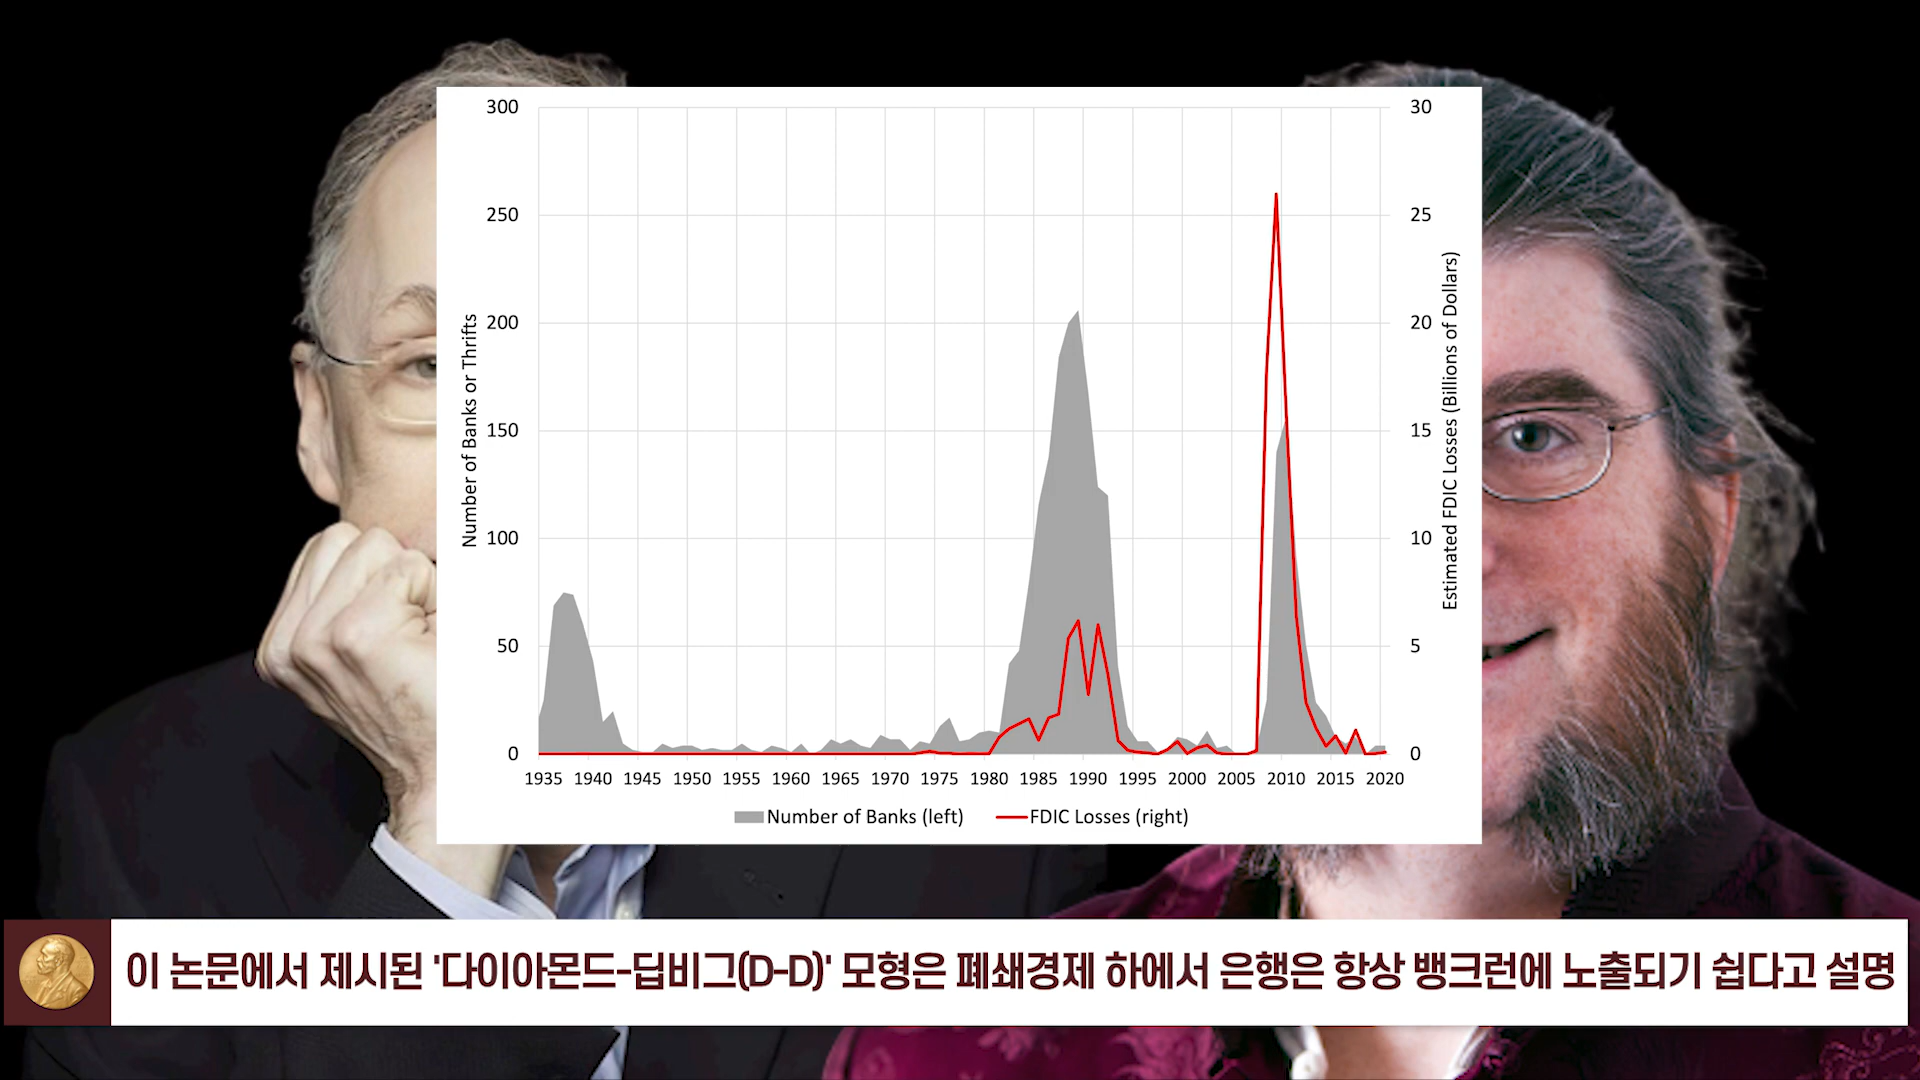 300
250
200
150
100
50
0
Number of Banks or Thrifts
30
25
20
15
10
5
0
Estimated FDIC Losses (Billions of Dollars)
1935 1940 1945 1950 1955 1960 1965 1970 1975 1980 1985 1990 1995 2000 2005 2010 2015 2020
Number of Banks (left) FDIC Losses (right)
이 논문에서 제시된 '다이아몬드-딥비그(D-D)' 모형은 폐쇄경제 하에서 은행은 항상 뱅크런에 노출되기 쉽다고 설명